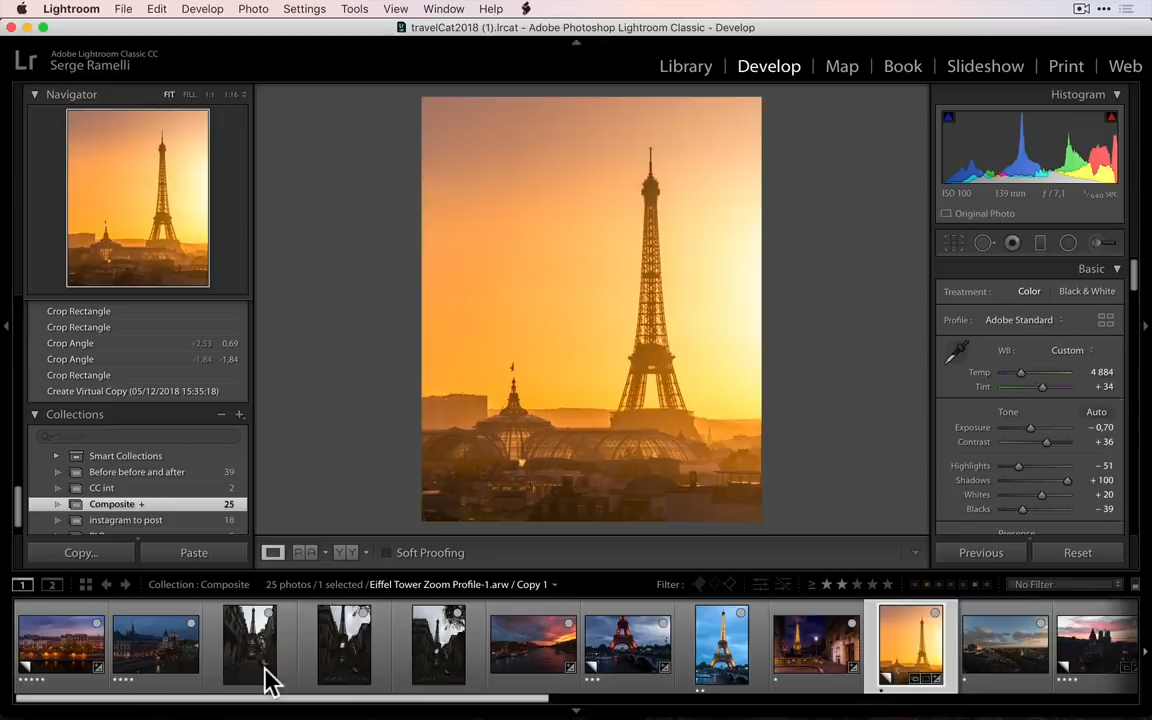 Lightroom File Edit Develop Photo Settings Tools View Window Help
travelCat2018 (1).lrcat - Adobe Photoshop Lightroom Classic - Develop
Lr Adobe Lightroom Classic CC
Serge Ramelli
Library | Develop | Map | Book | Slideshow | Print | Web
Navigator FIT FILL 1:1 1:16
Histogram
ISO 100 139 mm ƒ / 7,1 1/640 sec
Original Photo
Basic
Treatment : Color Black & White
Profile : Adobe Standard
WB : Custom
Temp 4 884
Tint + 34
Tone Auto
Exposure – 0,70
Contrast + 36
Highlights – 51
Shadows + 100
Whites + 20
Blacks – 39
Presence
Previous Reset
Crop Rectangle
Crop Rectangle
Crop Angle +2,53 0,69
Crop Angle -1,84 -1,84
Crop Rectangle
Create Virtual Copy (05/12/2018 15:35:18)
Collections
Smart Collections
Before before and after 39
CC int 2
Composite + 25
instagram to post 18
Copy... Paste
Soft Proofing
1 2 Collection : Composite 25 photos / 1 selected / Eiffel Tower Zoom Profile-1.arw / Copy 1 Filter : No Filter